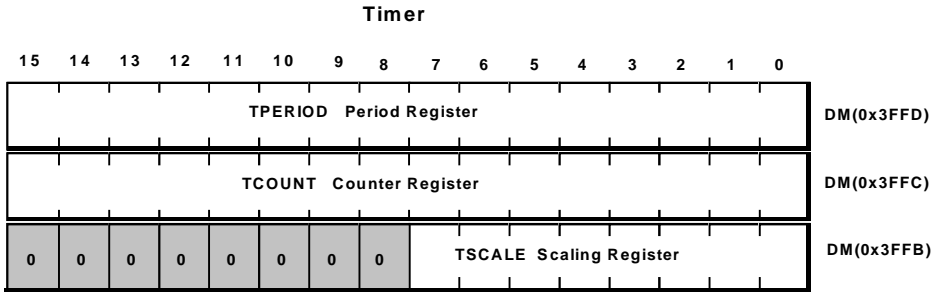 Timer
15 14 13 12 11 10 9 8 7 6 5 4 3 2 1 0
TPERIOD Period Register DM(0x3FFD)
TCOUNT Counter Register DM(0x3FFC)
0 0 0 0 0 0 0 0 TSCALE Scaling Register DM(0x3FFB)